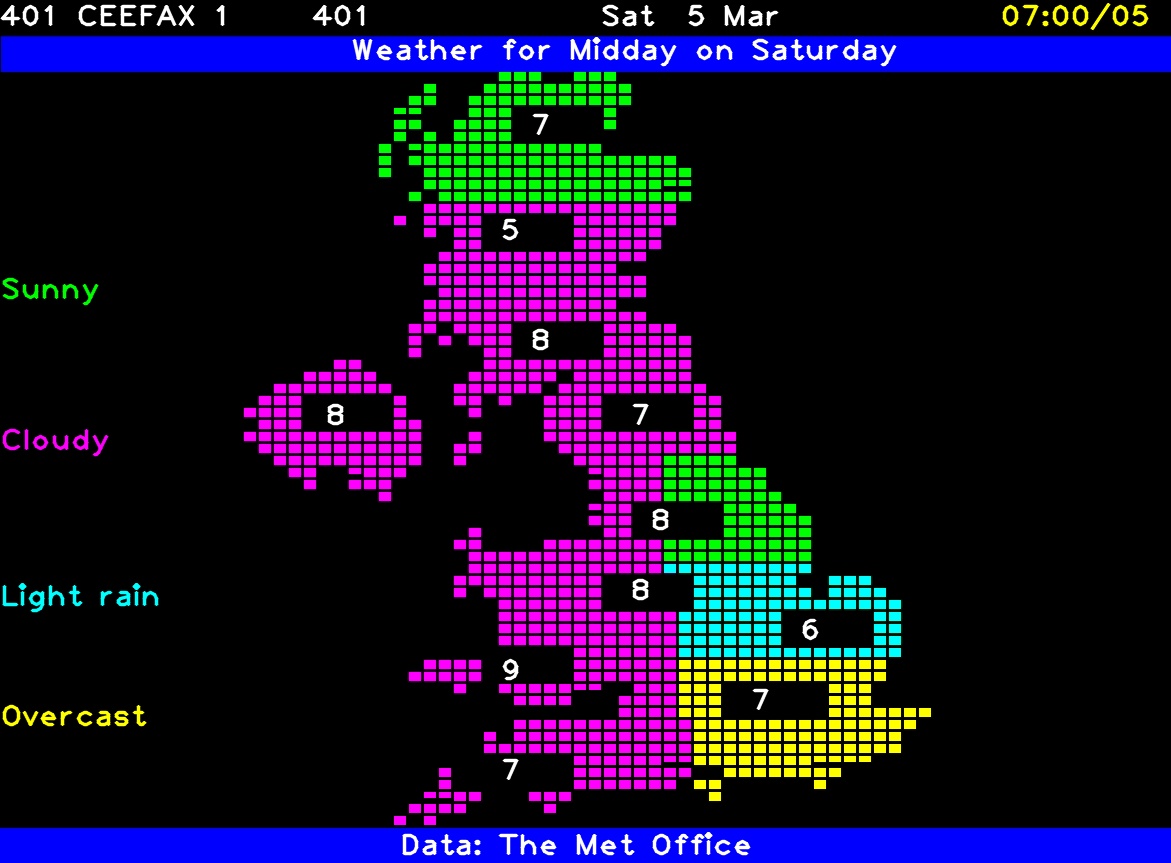 401 CEEFAX 1 401 Sat 5 Mar 07:00/05
Weather for Midday on Saturday
7
5
Sunny
8
8
7
Cloudy
8
8
Light rain
6
9
7
Overcast
7
Data: The Met Office